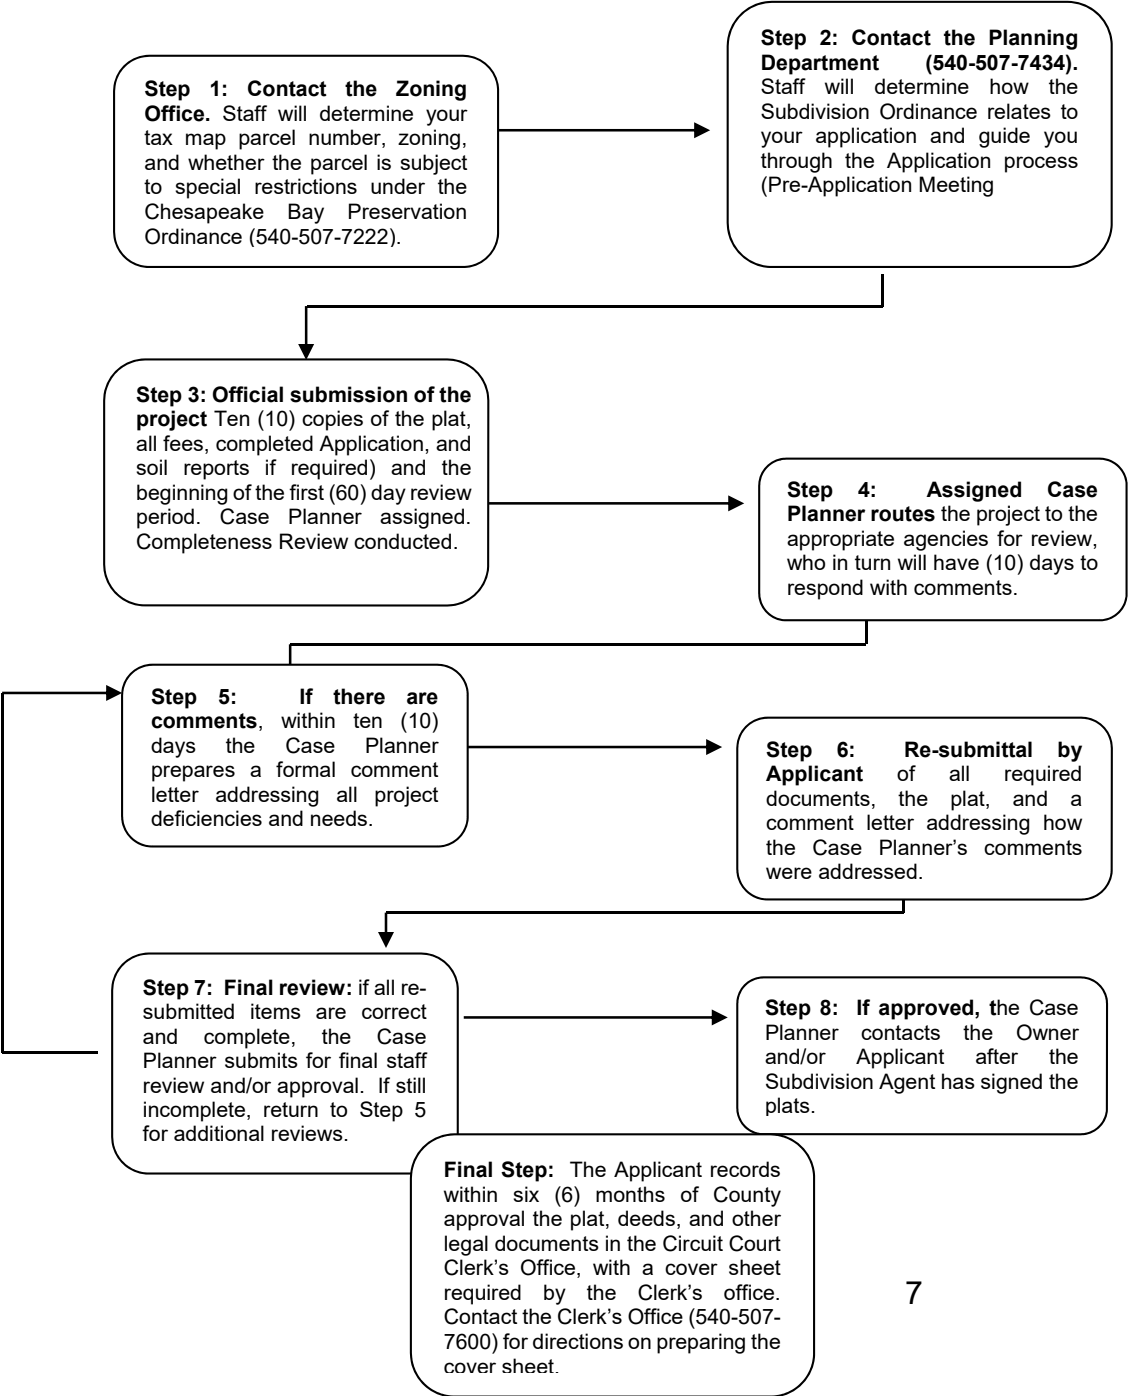 Step 1: Contact the Zoning
Office. Staff will determine your
tax map parcel number, zoning,
and whether the parcel is subject
to special restrictions under the
Chesapeake Bay Preservation
Ordinance (540-507-7222).
Step 2: Contact the Planning
Department (540-507-7434).
Staff will determine how the
Subdivision Ordinance relates to
your application and guide you
through the Application process
(Pre-Application Meeting
Step 3: Official submission of the
project Ten (10) copies of the plat,
all fees, completed Application, and
soil reports if required) and the
beginning of the first (60) day review
period. Case Planner assigned.
Completeness Review conducted.
Step 4: Assigned Case
Planner routes the project to the
appropriate agencies for review,
who in turn will have (10) days to
respond with comments.
Step 5: If there are
comments, within ten (10)
days the Case Planner
prepares a formal comment
letter addressing all project
deficiencies and needs.
Step 6: Re-submittal by
Applicant of all required
documents, the plat, and a
comment letter addressing how
the Case Planner’s comments
were addressed.
Step 7: Final review: if all re-
submitted items are correct
and complete, the Case
Planner submits for final staff
review and/or approval. If still
incomplete, return to Step 5
for additional reviews.
Step 8: If approved, the Case
Planner contacts the Owner
and/or Applicant after the
Subdivision Agent has signed the
plats.
Final Step: The Applicant records
within six (6) months of County
approval the plat, deeds, and other
legal documents in the Circuit Court
Clerk’s Office, with a cover sheet
required by the Clerk’s office.
Contact the Clerk’s Office (540-507-
7600) for directions on preparing the
cover sheet.
7